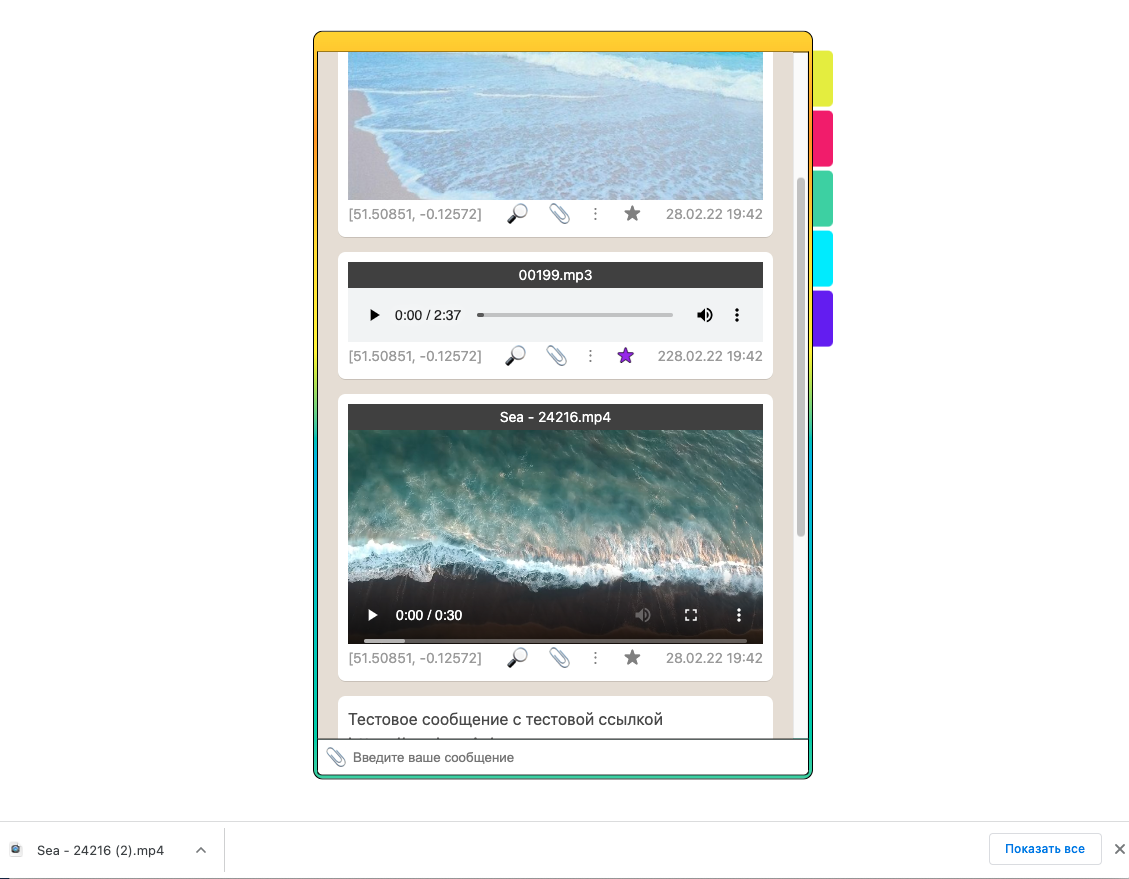 [51.50851, -0.12572] 28.02.22 19:42
00199.mp3
0:00 / 2:37
[51.50851, -0.12572] 228.02.22 19:42
Sea - 24216.mp4
0:00 / 0:30
[51.50851, -0.12572] 28.02.22 19:42
Тестовое сообщение с тестовой ссылкой
Введите ваше сообщение
Sea - 24216 (2).mp4
Показать все